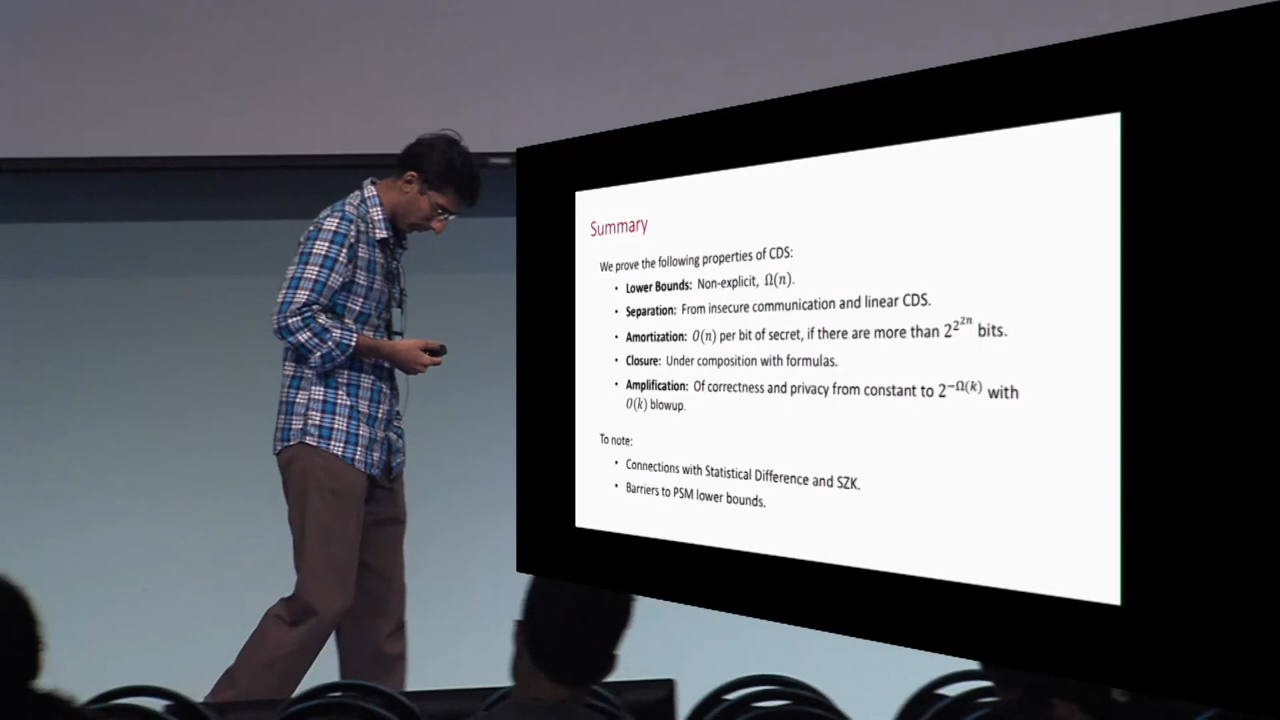 Summary
We prove the following properties of CDS:
• Lower Bounds: Non-explicit, Ω(n).
• Separation: From insecure communication and linear CDS.
• Amortization: O(n) per bit of secret, if there are more than 2^{2^{2n}} bits.
• Closure: Under composition with formulas.
• Amplification: Of correctness and privacy from constant to 2^{−Ω(k)} with
O(k) blowup.
To note:
• Connections with Statistical Difference and SZK.
• Barriers to PSM lower bounds.